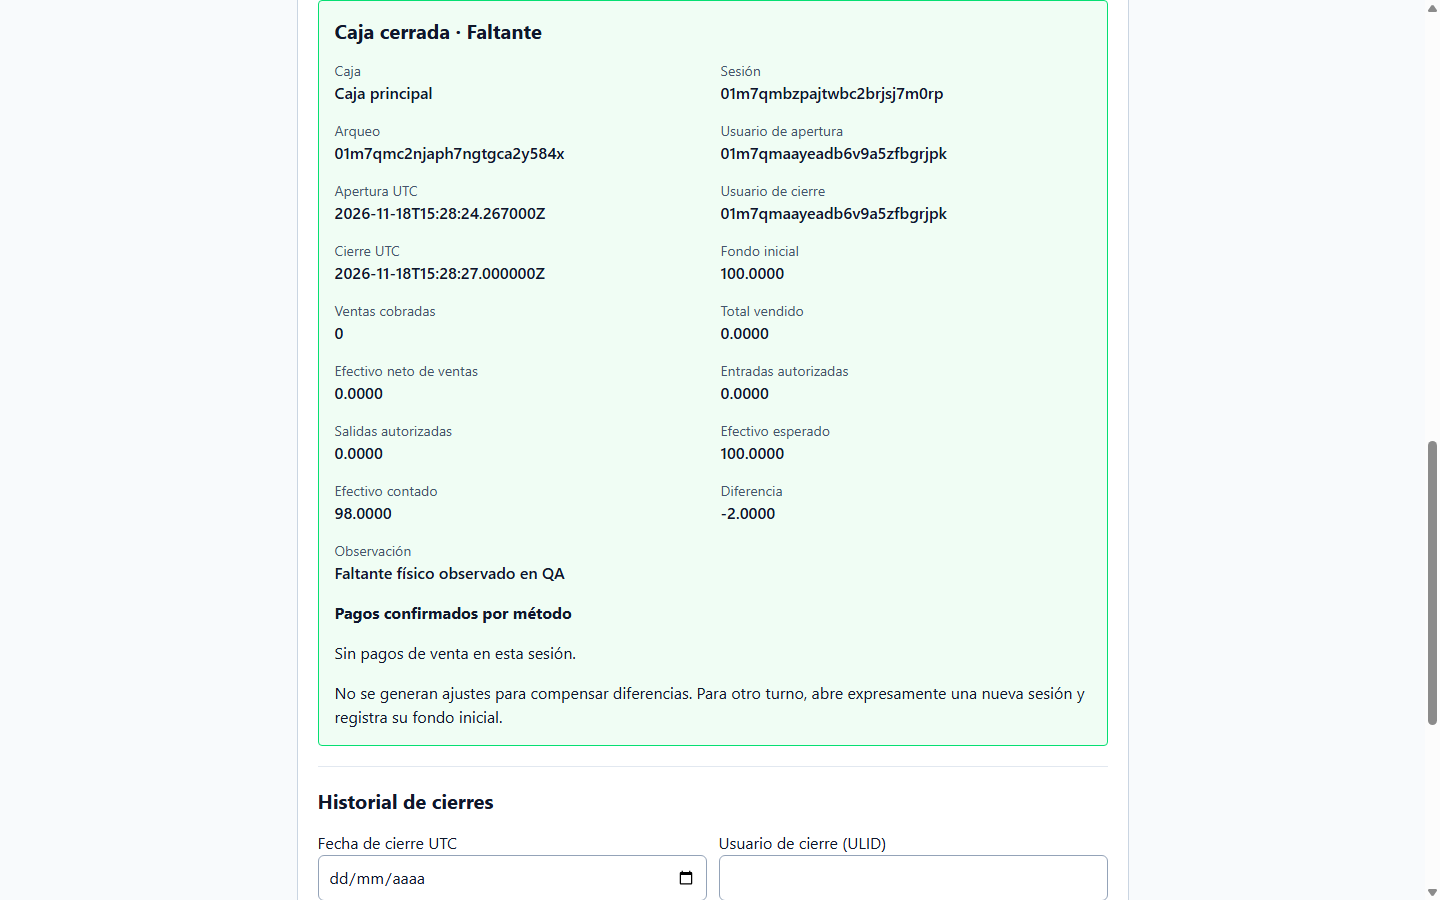 Caja cerrada · Faltante
Caja
Caja principal
Sesión
01m7qmbzpajtwbc2brjsj7m0rp
Arqueo
01m7qmc2njaph7ngtgca2y584x
Usuario de apertura
01m7qmaayeadb6v9a5zfbgrjpk
Apertura UTC
2026-11-18T15:28:24.267000Z
Usuario de cierre
01m7qmaayeadb6v9a5zfbgrjpk
Cierre UTC
2026-11-18T15:28:27.000000Z
Fondo inicial
100.0000
Ventas cobradas
0
Total vendido
0.0000
Efectivo neto de ventas
0.0000
Entradas autorizadas
0.0000
Salidas autorizadas
0.0000
Efectivo esperado
100.0000
Efectivo contado
98.0000
Diferencia
-2.0000
Observación
Faltante físico observado en QA
Pagos confirmados por método
Sin pagos de venta en esta sesión.
No se generan ajustes para compensar diferencias. Para otro turno, abre expresamente una nueva sesión y
registra su fondo inicial.
Historial de cierres
Fecha de cierre UTC
dd/mm/aaaa
Usuario de cierre (ULID)